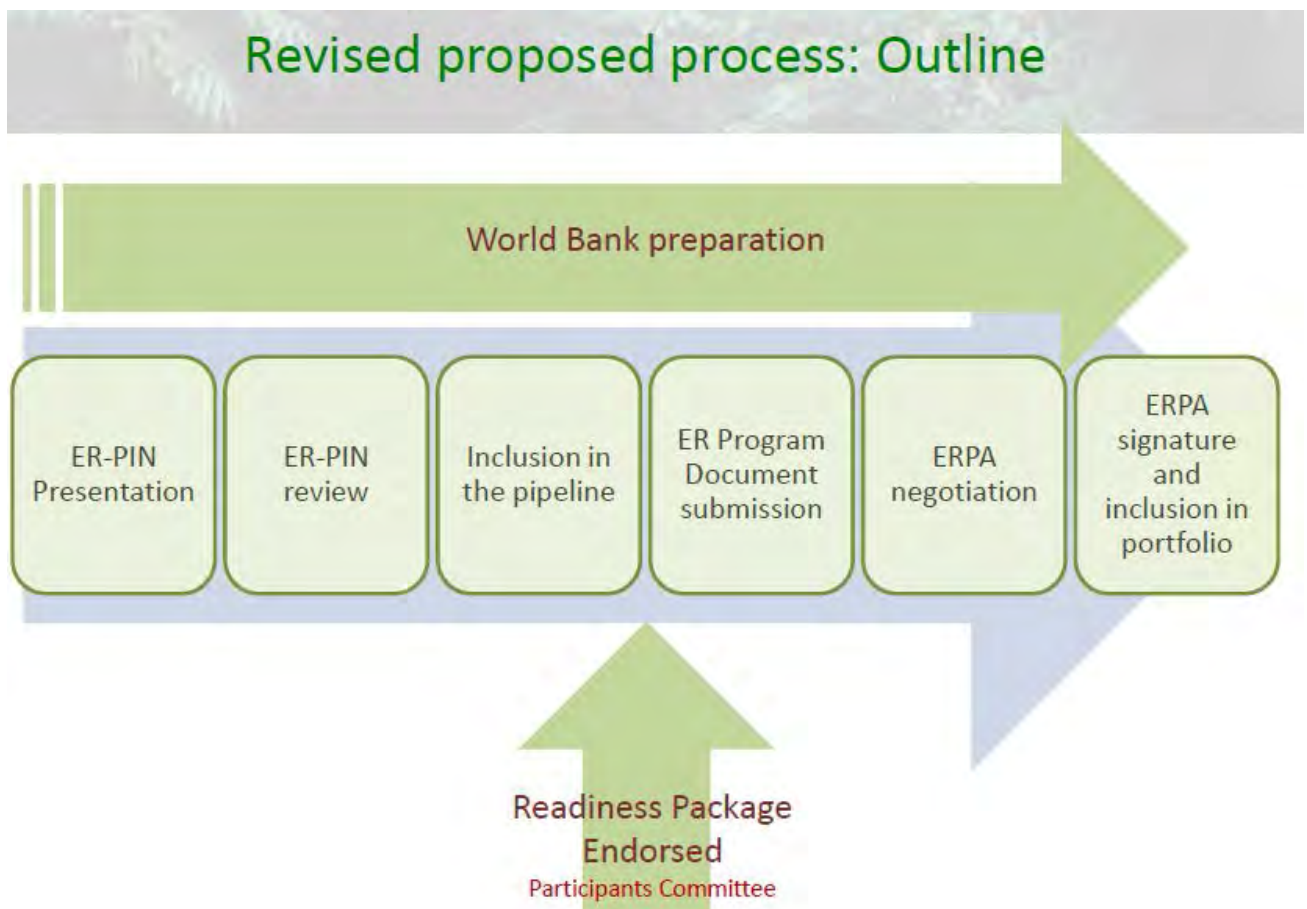 Revised proposed process: Outline
World Bank preparation
ER-PIN
Presentation
ER-PIN
review
Inclusion in
the pipeline
ER Program
Document
submission
ERPA
negotiation
ERPA
signature
and
inclusion in
portfolio
Readiness Package
Endorsed
Participants Committee